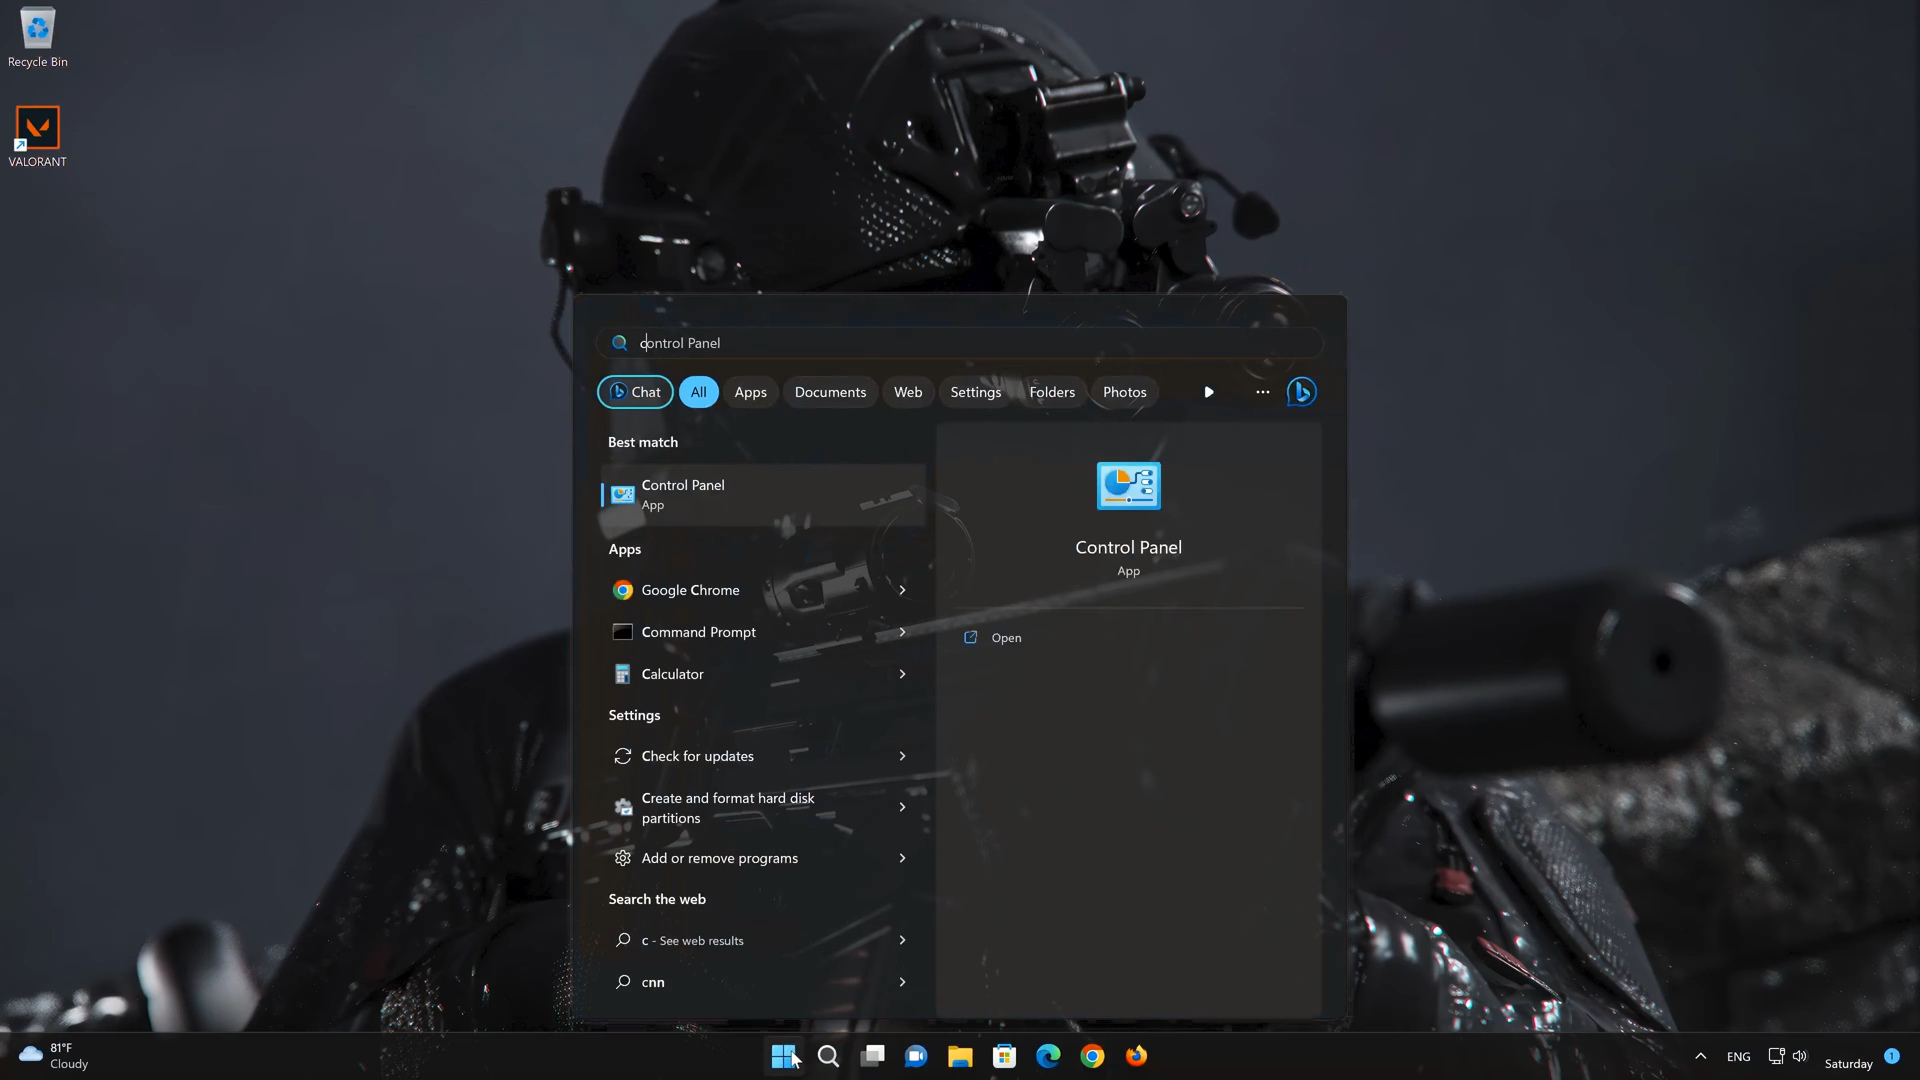 Recycle Bin
VALORANT
control Panel
Chat
All
Apps
Documents
Web
Settings
Folders
Photos
Best match
Control Panel
App
Apps
Google Chrome
Command Prompt
Calculator
Settings
Check for updates
Create and format hard disk
partitions
Add or remove programs
Search the web
c - See web results
cnn
Control Panel
App
Open
81°F
Cloudy
ENG
Saturday
1